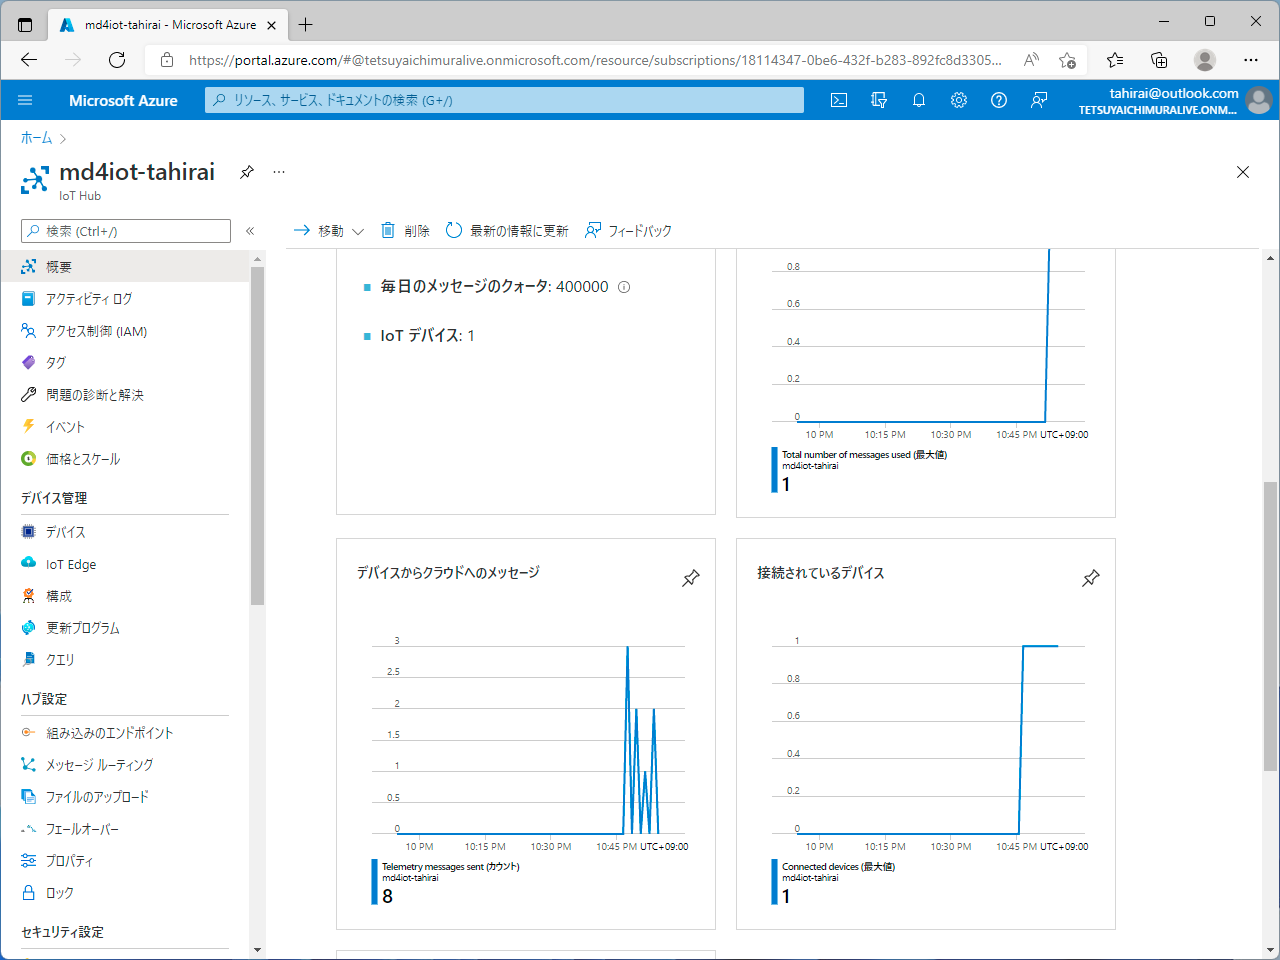 md4iot-tahirai - Microsoft Azure
https://portal.azure.com/#@tetsuyaichimuralive.onmicrosoft.com/resource/subscriptions/18114347-0be6-432f-b283-892fc8d3305...
Microsoft Azure
リソース、サービス、ドキュメントの検索 (G+/)
tahirai@outlook.com
TETSUYAICHIMURALIVE.ONM...
ホーム
md4iot-tahirai
IoT Hub
検索 (Ctrl+/)
移動
削除
最新の情報に更新
フィードバック
概要
アクティビティ ログ
アクセス制御 (IAM)
タグ
問題の診断と解決
イベント
価格とスケール
デバイス管理
デバイス
IoT Edge
構成
更新プログラム
クエリ
ハブ設定
組み込みのエンドポイント
メッセージ ルーティング
ファイルのアップロード
フェールオーバー
プロパティ
ロック
セキュリティ設定
毎日のメッセージのクォータ: 400000
IoT デバイス: 1
0.8
0.6
0.4
0.2
0
10 PM 10:15 PM 10:30 PM 10:45 PM UTC+09:00
Total number of messages used (最大値)
md4iot-tahirai
1
デバイスからクラウドへのメッセージ
3
2.5
2
1.5
1
0.5
0
10 PM 10:15 PM 10:30 PM 10:45 PM UTC+09:00
Telemetry messages sent (カウント)
md4iot-tahirai
8
接続されているデバイス
1
0.8
0.6
0.4
0.2
0
10 PM 10:15 PM 10:30 PM 10:45 PM UTC+09:00
Connected devices (最大値)
md4iot-tahirai
1